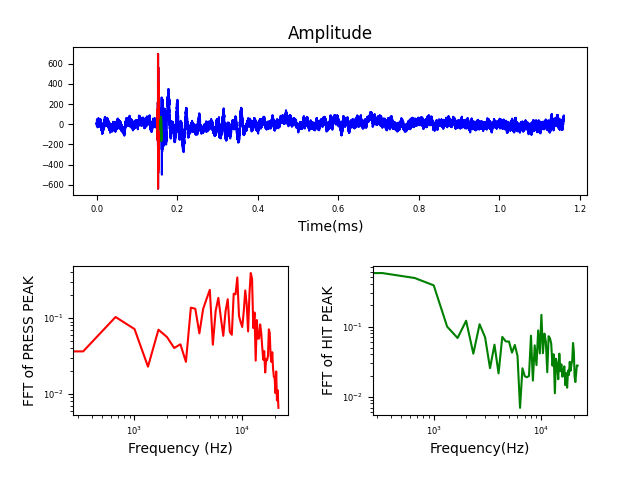 Amplitude
600
400
200
0
−200
−400
−600
0.0 0.2 0.4 0.6 0.8 1.0 1.2
Time(ms)
FFT of PRESS PEAK
10⁻¹
10⁻²
10³ 10⁴
Frequency (Hz)
FFT of HIT PEAK
10⁻¹
10⁻²
10³ 10⁴
Frequency(Hz)